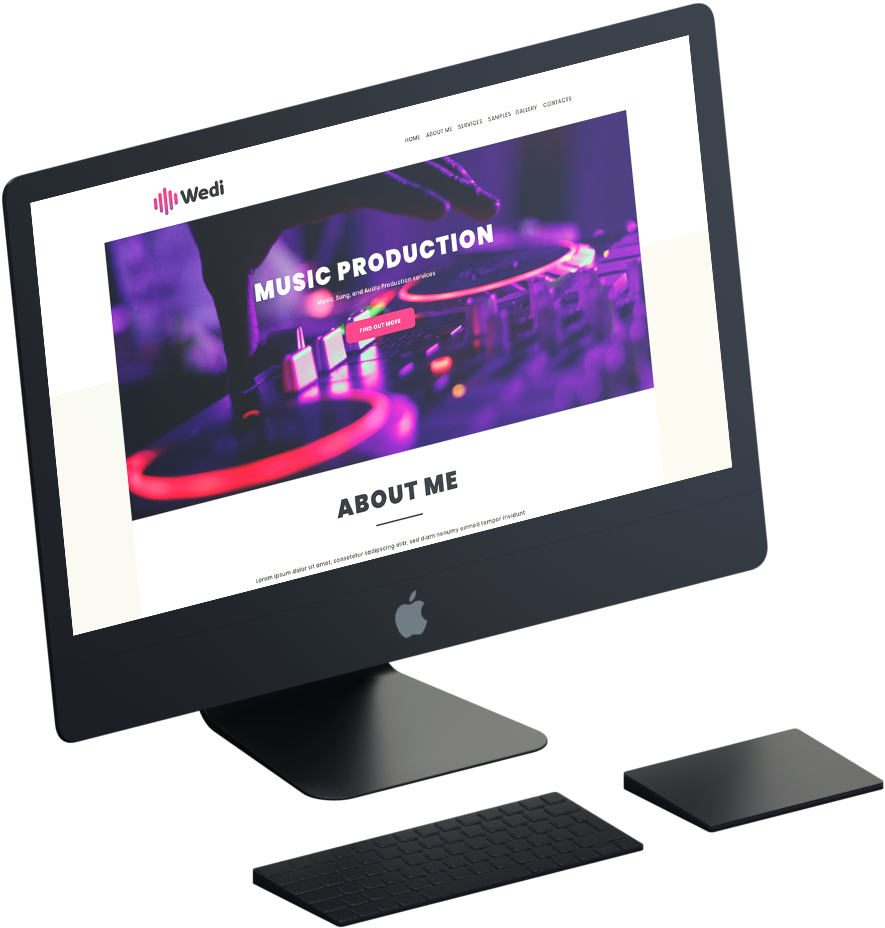 HOME ABOUT ME SERVICES SAMPLES GALLERY CONTACTS
Wedi
MUSIC PRODUCTION
Music, Song, and Audio Production services
FIND OUT MORE
ABOUT ME
Lorem ipsum dolor sit amet, consetetur sadipscing elitr, sed diam nonumy eirmod tempor invidunt